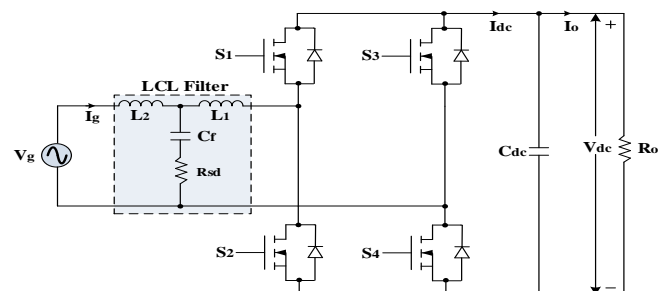 S1
S3
Idc
Io
+
LCL Filter
Ig
L2
L1
Cf
Rsd
Vg
Cdc
Vdc
Ro
S2
S4
−